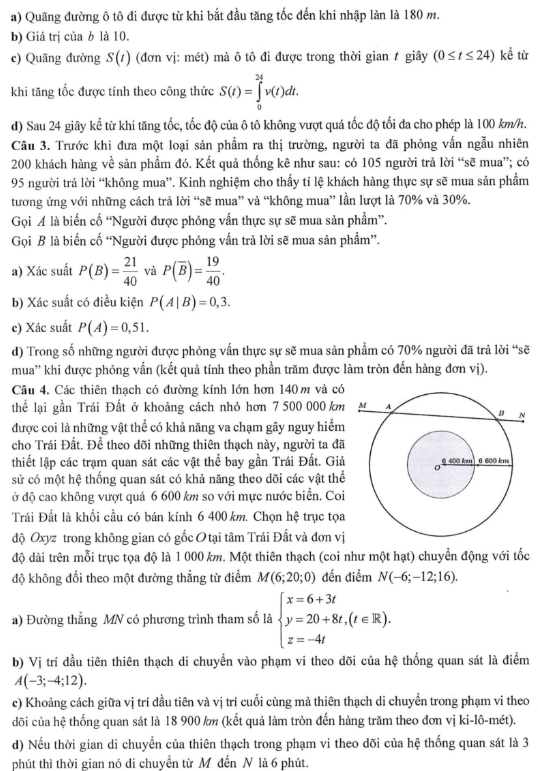 a) Quãng đường ô tô đi được từ khi bắt đầu tăng tốc đến khi nhập làn là 180 m.
b) Giá trị của b là 10.
c) Quãng đường S(t) (đơn vị: mét) mà ô tô đi được trong thời gian t giây (0 ≤ t ≤ 24) kể từ
khi tăng tốc được tính theo công thức S(t) = ∫₀²⁴ v(t)dt.
d) Sau 24 giây kể từ khi tăng tốc, tốc độ của ô tô không vượt quá tốc độ tối đa cho phép là 100 km/h.
Câu 3. Trước khi đưa một loại sản phẩm ra thị trường, người ta đã phỏng vấn ngẫu nhiên
200 khách hàng về sản phẩm đó. Kết quả thống kê như sau: có 105 người trả lời “sẽ mua”; có
95 người trả lời “không mua”. Kinh nghiệm cho thấy tỉ lệ khách hàng thực sự sẽ mua sản phẩm
tương ứng với những cách trả lời “sẽ mua” và “không mua” lần lượt là 70% và 30%.
Gọi A là biến cố “Người được phỏng vấn thực sự sẽ mua sản phẩm”.
Gọi B là biến cố “Người được phỏng vấn trả lời sẽ mua sản phẩm”.
a) Xác suất P(B) = 21/40 và P(B̅) = 19/40.
b) Xác suất có điều kiện P(A | B) = 0,3.
c) Xác suất P(A) = 0,51.
d) Trong số những người được phỏng vấn thực sự sẽ mua sản phẩm có 70% người đã trả lời “sẽ
mua” khi được phỏng vấn (kết quả tính theo phần trăm được làm tròn đến hàng đơn vị).
Câu 4. Các thiên thạch có đường kính lớn hơn 140 m và có
thể lại gần Trái Đất ở khoảng cách nhỏ hơn 7 500 000 km
được coi là những vật thể có khả năng va chạm gây nguy hiểm
cho Trái Đất. Để theo dõi những thiên thạch này, người ta đã
thiết lập các trạm quan sát các vật thể bay gần Trái Đất. Giả
sử có một hệ thống quan sát có khả năng theo dõi các vật thể
ở độ cao không vượt quá 6 600 km so với mực nước biển. Coi
Trái Đất là khối cầu có bán kính 6 400 km. Chọn hệ trục tọa
độ Oxyz trong không gian có gốc O tại tâm Trái Đất và đơn vị
M A B N
O 6 400 km 6 600 km
độ dài trên mỗi trục tọa độ là 1 000 km. Một thiên thạch (coi như một hạt) chuyển động với tốc
độ không đổi theo một đường thẳng từ điểm M(6;20;0) đến điểm N(−6;−12;16).
a) Đường thẳng MN có phương trình tham số là { x = 6 + 3t
y = 20 + 8t , (t ∈ ℝ).
z = −4t
b) Vị trí đầu tiên thiên thạch di chuyển vào phạm vi theo dõi của hệ thống quan sát là điểm
A(−3;−4;12).
c) Khoảng cách giữa vị trí đầu tiên và vị trí cuối cùng mà thiên thạch di chuyển trong phạm vi theo
dõi của hệ thống quan sát là 18 900 km (kết quả làm tròn đến hàng trăm theo đơn vị ki-lô-mét).
d) Nếu thời gian di chuyển của thiên thạch trong phạm vi theo dõi của hệ thống quan sát là 3
phút thì thời gian nó di chuyển từ M đến N là 6 phút.